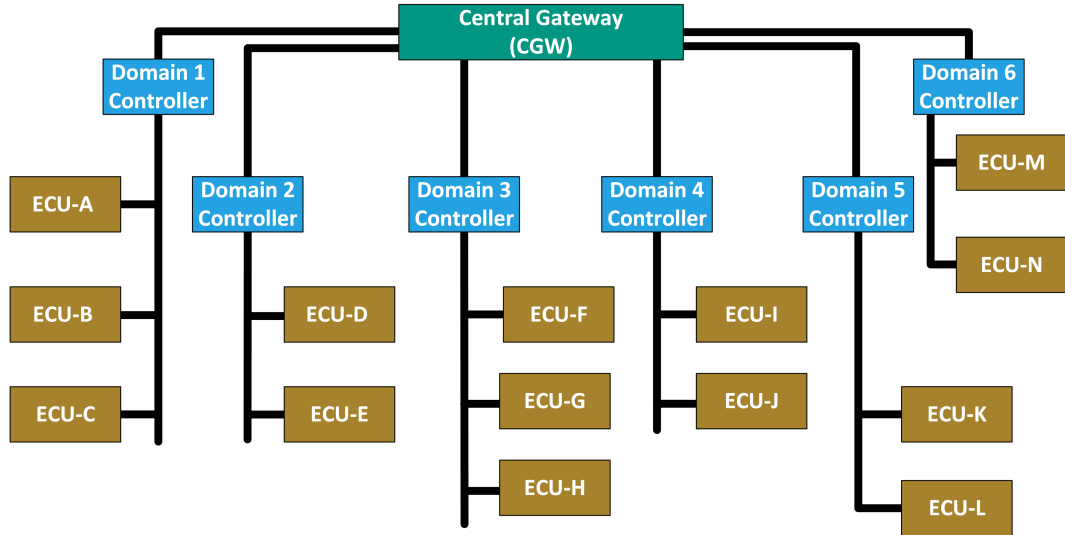 Central Gateway
(CGW)
Domain 1
Controller
Domain 6
Controller
ECU-M
ECU-A
Domain 2
Controller
Domain 3
Controller
Domain 4
Controller
Domain 5
Controller
ECU-N
ECU-B
ECU-D
ECU-F
ECU-I
ECU-C
ECU-E
ECU-G
ECU-J
ECU-K
ECU-H
ECU-L